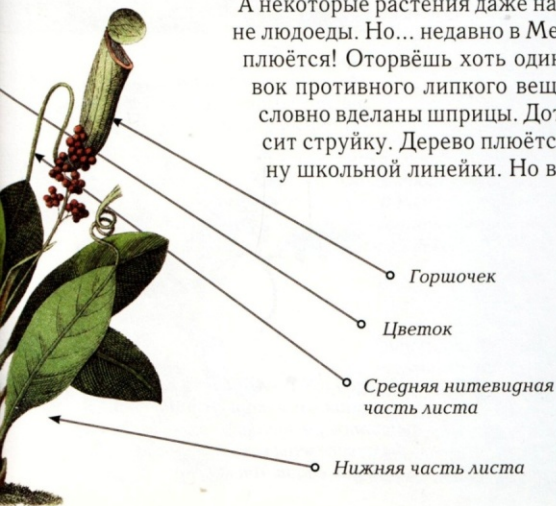 А некоторые растения даже на
не людоеды. Но... недавно в Ме
плюётся! Оторвёшь хоть один
вок противного липкого вещ
словно вделаны шприцы. Дот
сит струйку. Дерево плюётс
ну школьной линейки. Но в
Горшочек
Цветок
Средняя нитевидная
часть листа
Нижняя часть листа